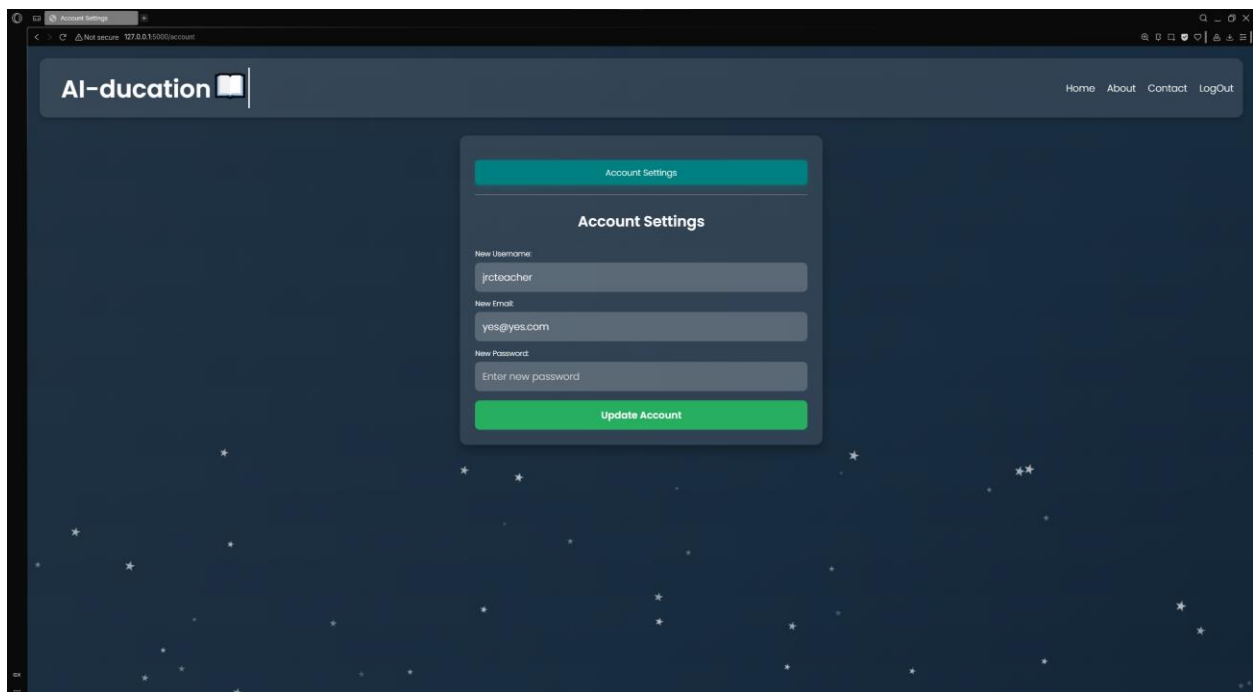 Account Settings
Not secure 127.0.0.1:5000/account
AI-ducation
Home About Contact LogOut
Account Settings
Account Settings
New Username:
jrcteacher
New Email:
yes@yes.com
New Password:
Enter new password
Update Account